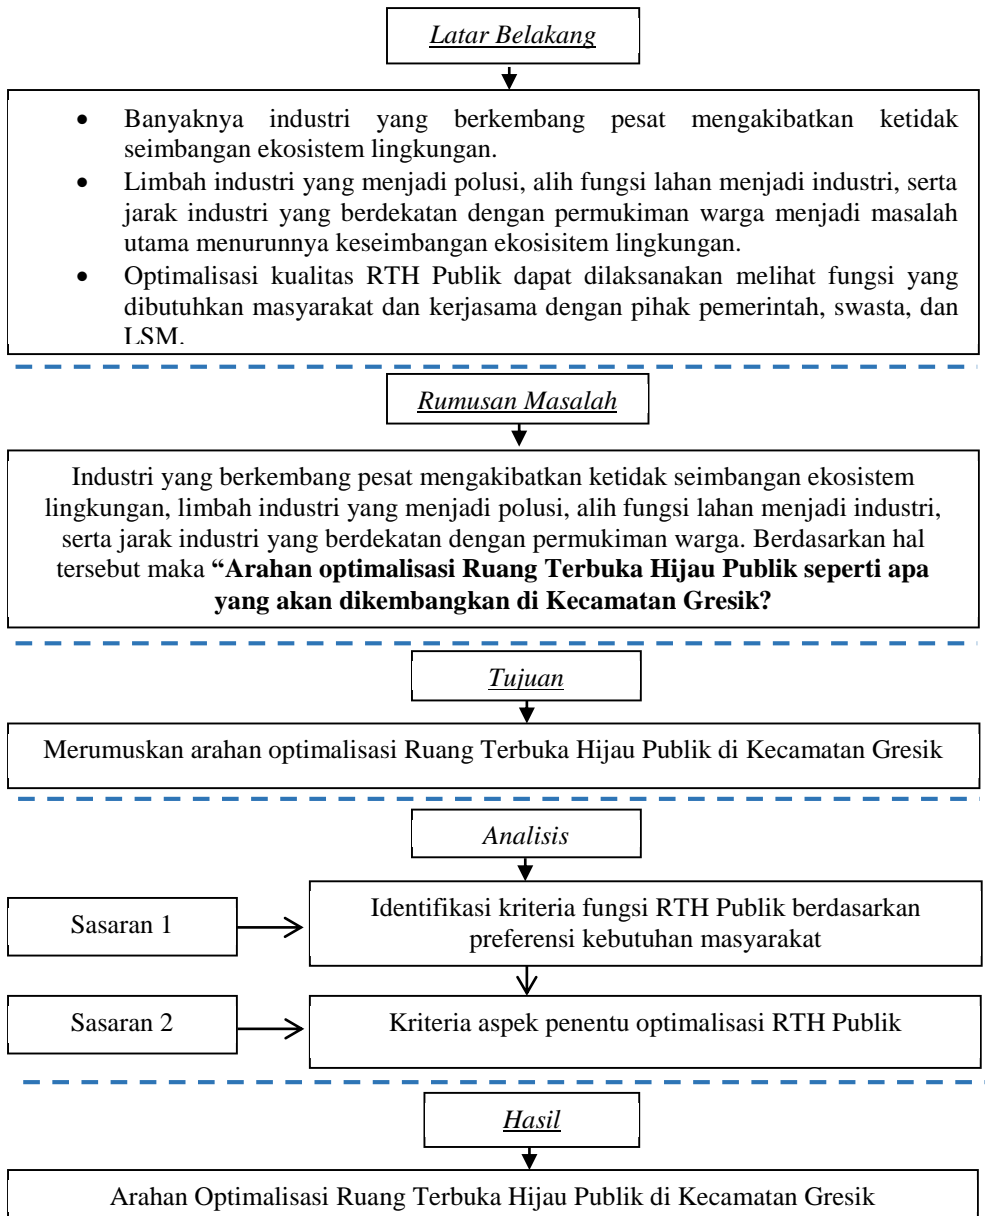 Latar Belakang
• Banyaknya industri yang berkembang pesat mengakibatkan ketidak
seimbangan ekosistem lingkungan.
• Limbah industri yang menjadi polusi, alih fungsi lahan menjadi industri, serta
jarak industri yang berdekatan dengan permukiman warga menjadi masalah
utama menurunnya keseimbangan ekosisitem lingkungan.
• Optimalisasi kualitas RTH Publik dapat dilaksanakan melihat fungsi yang
dibutuhkan masyarakat dan kerjasama dengan pihak pemerintah, swasta, dan
LSM.
Rumusan Masalah
Industri yang berkembang pesat mengakibatkan ketidak seimbangan ekosistem
lingkungan, limbah industri yang menjadi polusi, alih fungsi lahan menjadi industri,
serta jarak industri yang berdekatan dengan permukiman warga. Berdasarkan hal
tersebut maka “Arahan optimalisasi Ruang Terbuka Hijau Publik seperti apa
yang akan dikembangkan di Kecamatan Gresik?
Tujuan
Merumuskan arahan optimalisasi Ruang Terbuka Hijau Publik di Kecamatan Gresik
Analisis
Sasaran 1
Identifikasi kriteria fungsi RTH Publik berdasarkan
preferensi kebutuhan masyarakat
Sasaran 2
Kriteria aspek penentu optimalisasi RTH Publik
Hasil
Arahan Optimalisasi Ruang Terbuka Hijau Publik di Kecamatan Gresik